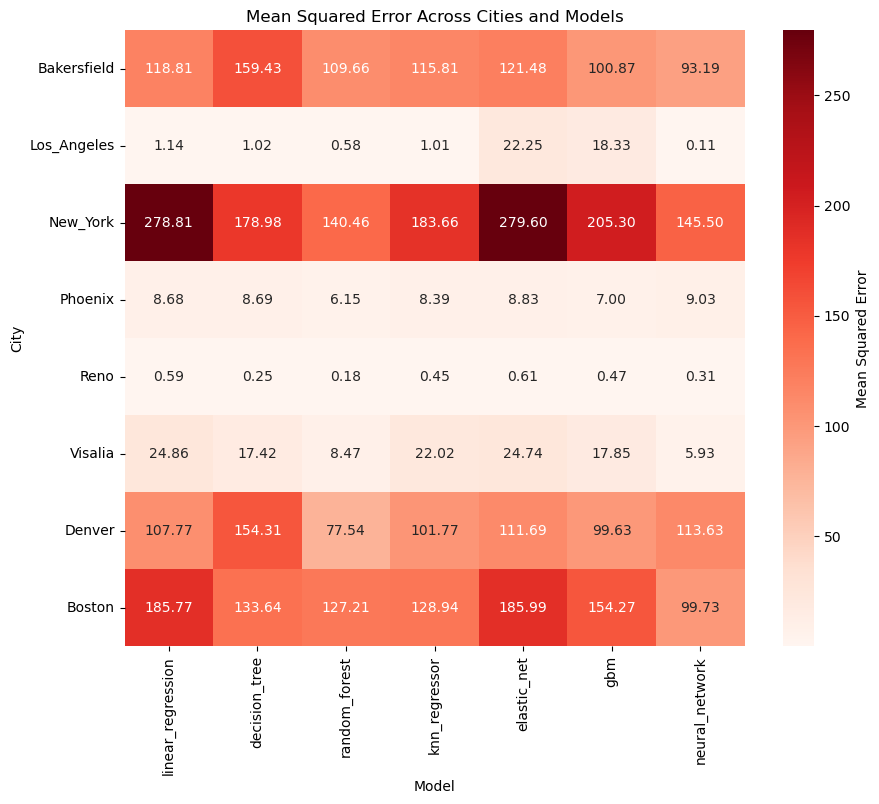 Mean Squared Error Across Cities and Models
City
Bakersfield 118.81 159.43 109.66 115.81 121.48 100.87 93.19
Los_Angeles 1.14 1.02 0.58 1.01 22.25 18.33 0.11
New_York 278.81 178.98 140.46 183.66 279.60 205.30 145.50
Phoenix 8.68 8.69 6.15 8.39 8.83 7.00 9.03
Reno 0.59 0.25 0.18 0.45 0.61 0.47 0.31
Visalia 24.86 17.42 8.47 22.02 24.74 17.85 5.93
Denver 107.77 154.31 77.54 101.77 111.69 99.63 113.63
Boston 185.77 133.64 127.21 128.94 185.99 154.27 99.73
linear_regression
decision_tree
random_forest
knn_regressor
elastic_net
gbm
neural_network
Model
250
200
150
100
50
Mean Squared Error